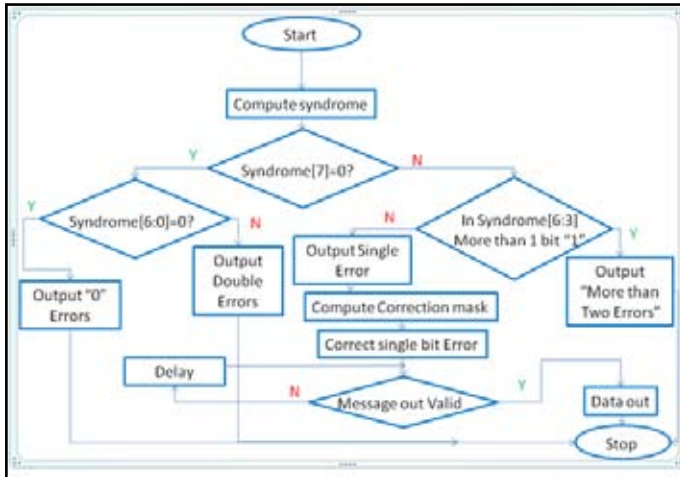 Start
Compute syndrome
Syndrome[7]=0?
Y
N
Y
Syndrome[6:0]=0?
N
In Syndrome[6:3]
More than 1 bit "1"
N
Y
Output Single
Error
Output
Double
Errors
Output "0"
Errors
Output
"More than
Two Errors"
Compute Correction mask
Correct single bit Error
Delay
N
Message out Valid
Y
Data out
Stop